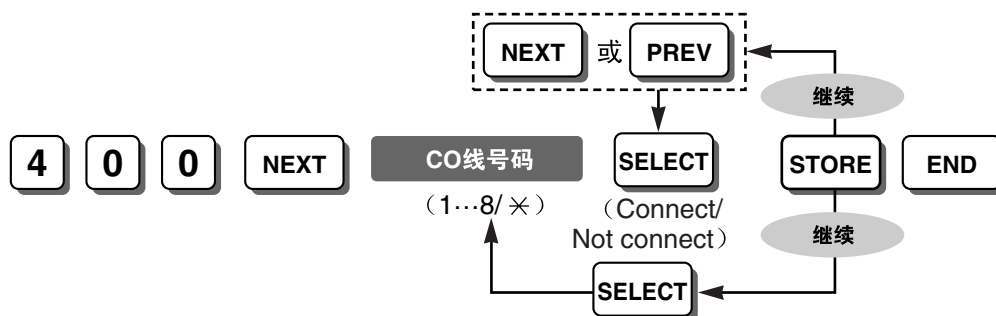 NEXT 或 PREV
继续
4 0 0 NEXT CO线号码 SELECT STORE END
(1…8/ ✳) (Connect/
Not connect)
继续
SELECT